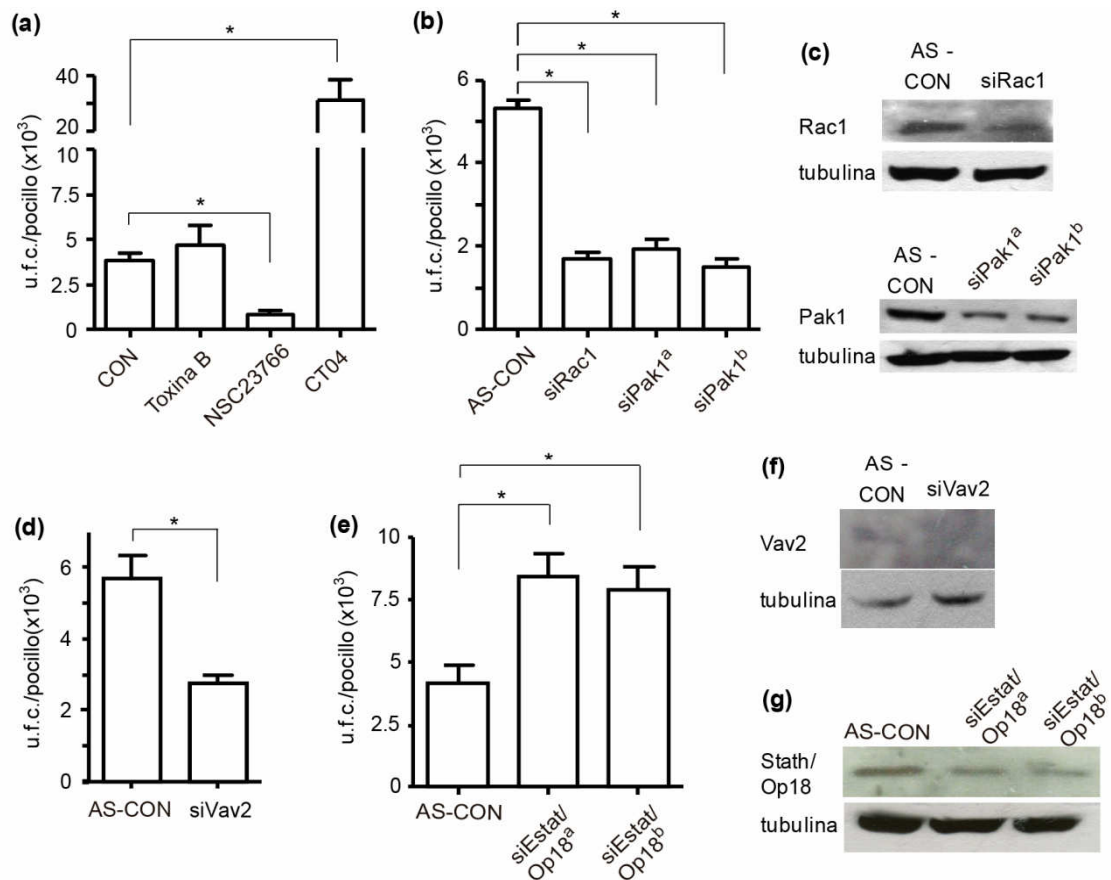 (a)
*
40
20
8
7.5
5
2.5
0
u.f.c./pocillo (x10³)
*
CON
Toxina B
NSC23766
CT04
(b)
*
*
*
6
4
2
0
u.f.c./pocillo (x10³)
AS-CON
siRac1
siPak1ᵃ
siPak1ᵇ
(c)
AS -
CON
siRac1
Rac1
tubulina
AS -
CON
siPak1ᵃ
siPak1ᵇ
Pak1
tubulina
(d)
*
6
4
2
0
u.f.c./pocillo(x10³)
AS-CON
siVav2
(e)
*
*
10
7.5
5
2.5
0
u.f.c./pocillo (x10³)
AS-CON
siEstat/
Op18ᵃ
siEstat/
Op18ᵇ
(f)
AS -
CON
siVav2
Vav2
tubulina
(g)
AS-CON
siEstat/
Op18ᵃ
siEstat/
Op18ᵇ
Stath/
Op18
tubulina